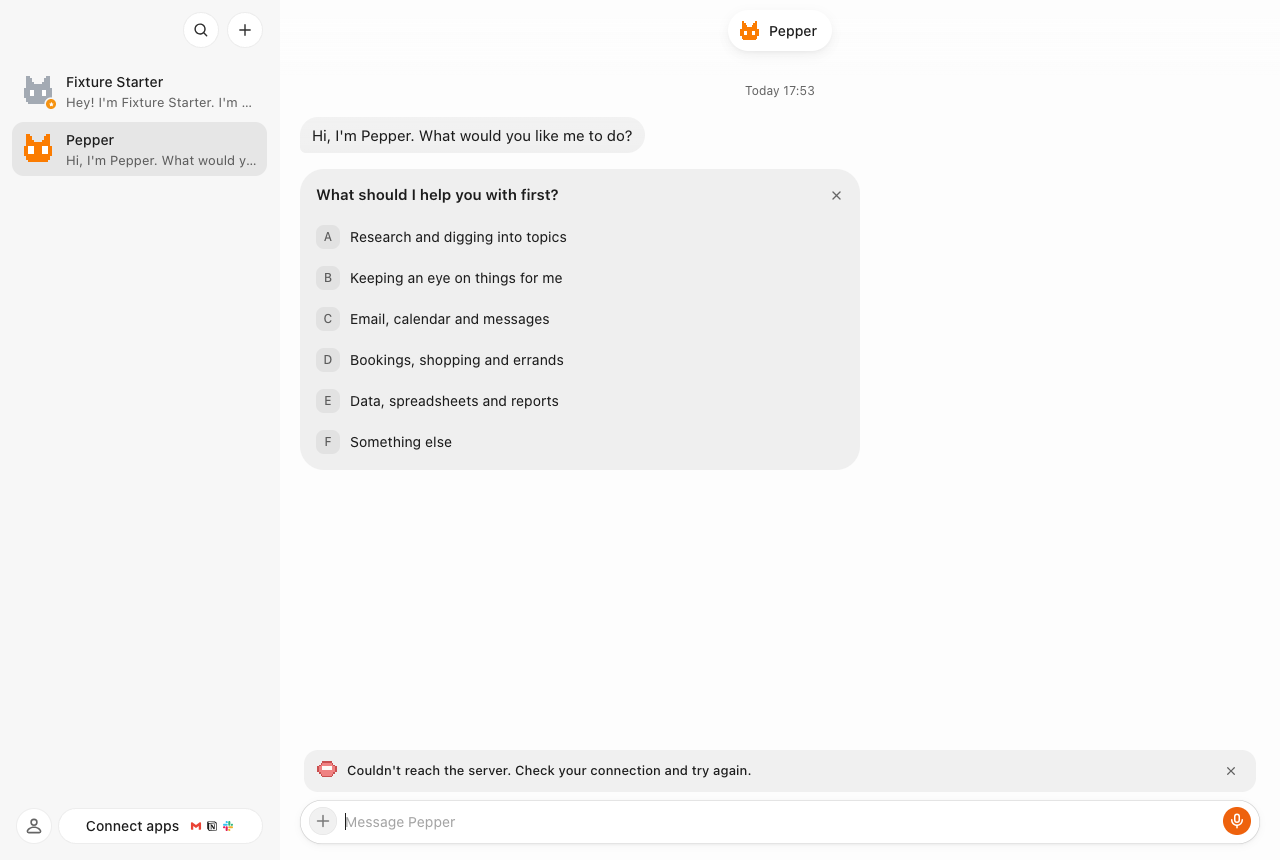 Pepper
Fixture Starter
Hey! I'm Fixture Starter. I'm ...
Pepper
Hi, I'm Pepper. What would y...
Today 17:53
Hi, I'm Pepper. What would you like me to do?
What should I help you with first?
A Research and digging into topics
B Keeping an eye on things for me
C Email, calendar and messages
D Bookings, shopping and errands
E Data, spreadsheets and reports
F Something else
Couldn't reach the server. Check your connection and try again.
Message Pepper
Connect apps